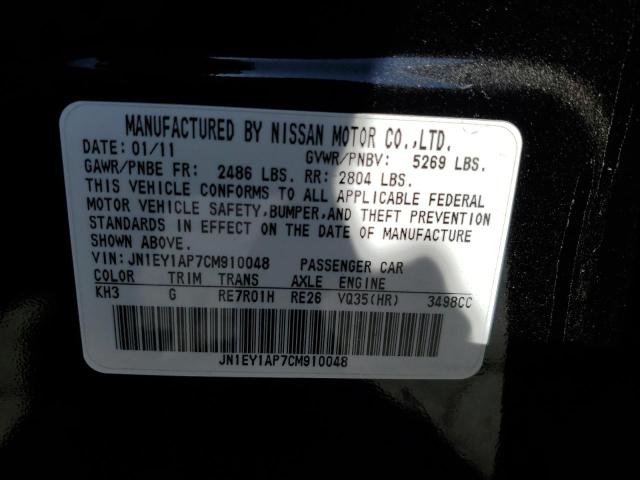 MANUFACTURED BY NISSAN MOTOR CO.,LTD.
DATE: 01/11 GVWR/PNBV: 5269 LBS.
GAWR/PNBE FR: 2486 LBS. RR: 2804 LBS.
THIS VEHICLE CONFORMS TO ALL APPLICABLE FEDERAL
MOTOR VEHICLE SAFETY,BUMPER,AND THEFT PREVENTION
STANDARDS IN EFFECT ON THE DATE OF MANUFACTURE
SHOWN ABOVE.
VIN:JN1EY1AP7CM910048 PASSENGER CAR
COLOR TRIM TRANS AXLE ENGINE
KH3 G RE7R01H RE26 VQ35(HR) 3498CC
JN1EY1AP7CM910048